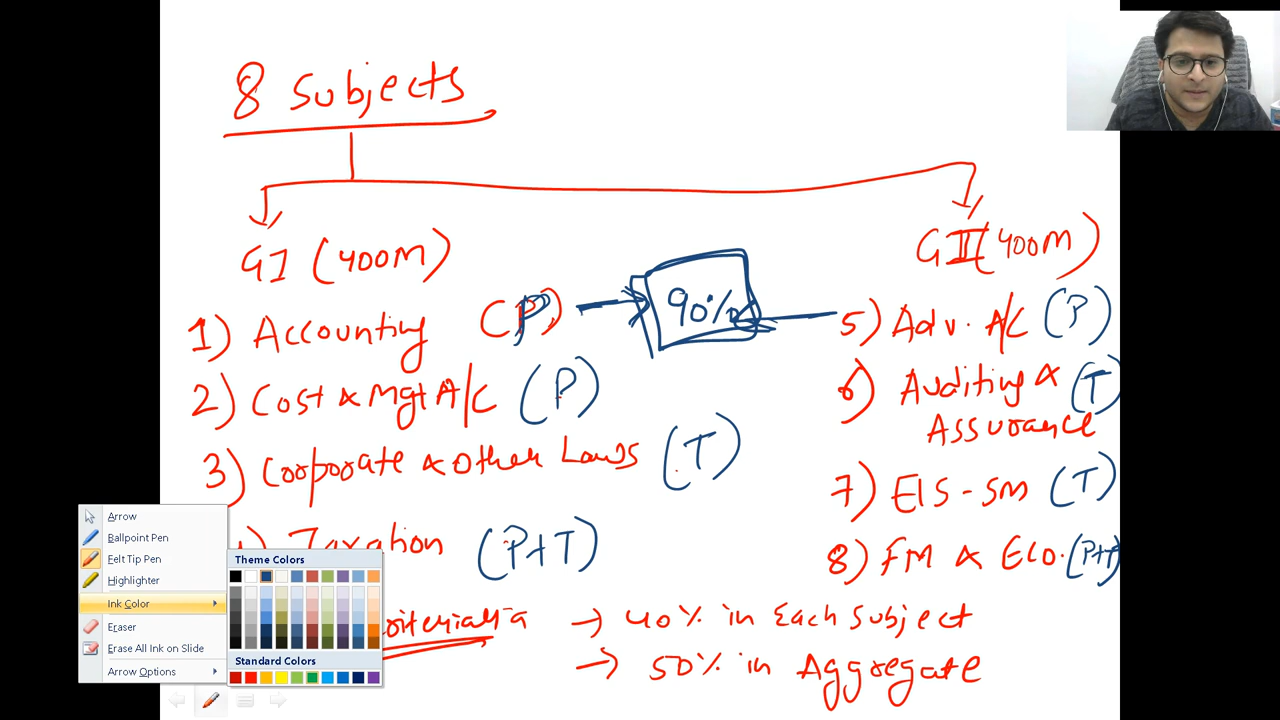 8 Subjects
GI (400M)
GII (400M)
1) Accounting (P)
90%
2) Cost & Mgt A/C (P)
3) Corporate & Other Laws (T)
Taxation (P+T)
5) Adv. A/C (P)
6) Auditing & (T)
Assurance
7) EIS-SM (T)
8) FM & Eco. (P+T)
→ 40% in Each Subject
→ 50% in Aggregate
Arrow
Ballpoint Pen
Felt Tip Pen
Highlighter
Ink Color
Eraser
Erase All Ink on Slide
Arrow Options
Theme Colors
Standard Colors